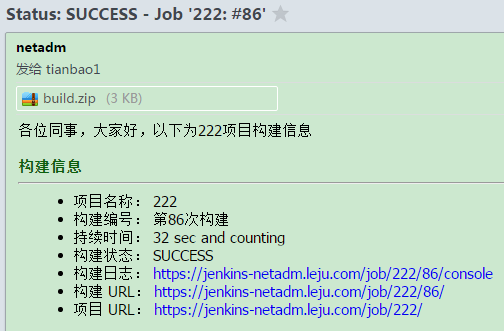 Status: SUCCESS - Job '222: #86'
netadm
发给 tianbao1
build.zip (3 KB)
各位同事，大家好，以下为222项目构建信息
构建信息
• 项目名称： 222
• 构建编号： 第86次构建
• 持续时间： 32 sec and counting
• 构建状态： SUCCESS
• 构建日志： https://jenkins-netadm.leju.com/job/222/86/console
• 构建 URL： https://jenkins-netadm.leju.com/job/222/86/
• 项目 URL： https://jenkins-netadm.leju.com/job/222/